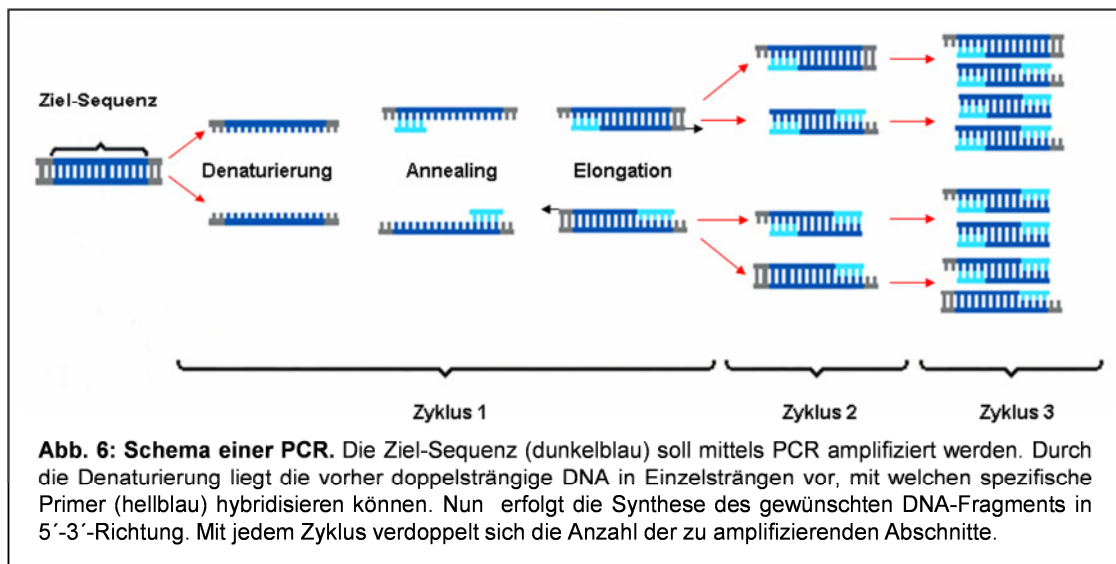 Ziel-Sequenz
Denaturierung
Annealing
Elongation
Zyklus 1
Zyklus 2
Zyklus 3
Abb. 6: Schema einer PCR. Die Ziel-Sequenz (dunkelblau) soll mittels PCR amplifiziert werden. Durch
die Denaturierung liegt die vorher doppelsträngige DNA in Einzelsträngen vor, mit welchen spezifische
Primer (hellblau) hybridisieren können. Nun erfolgt die Synthese des gewünschten DNA-Fragments in
5´-3´-Richtung. Mit jedem Zyklus verdoppelt sich die Anzahl der zu amplifizierenden Abschnitte.